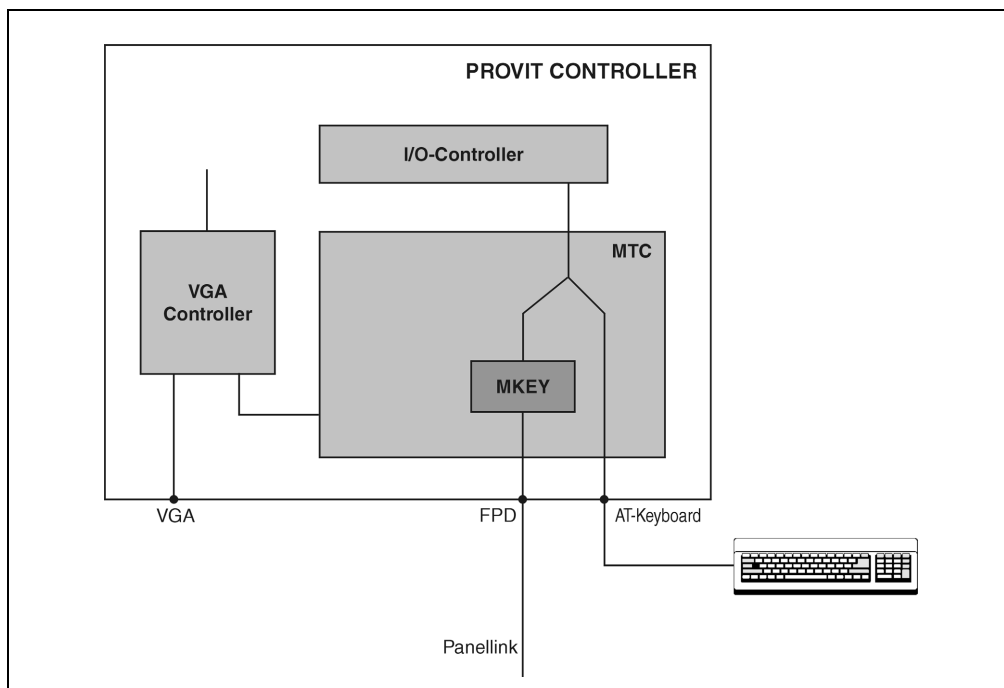 PROVIT CONTROLLER
I/O-Controller
MTC
VGA
Controller
MKEY
VGA
FPD
AT-Keyboard
Panellink